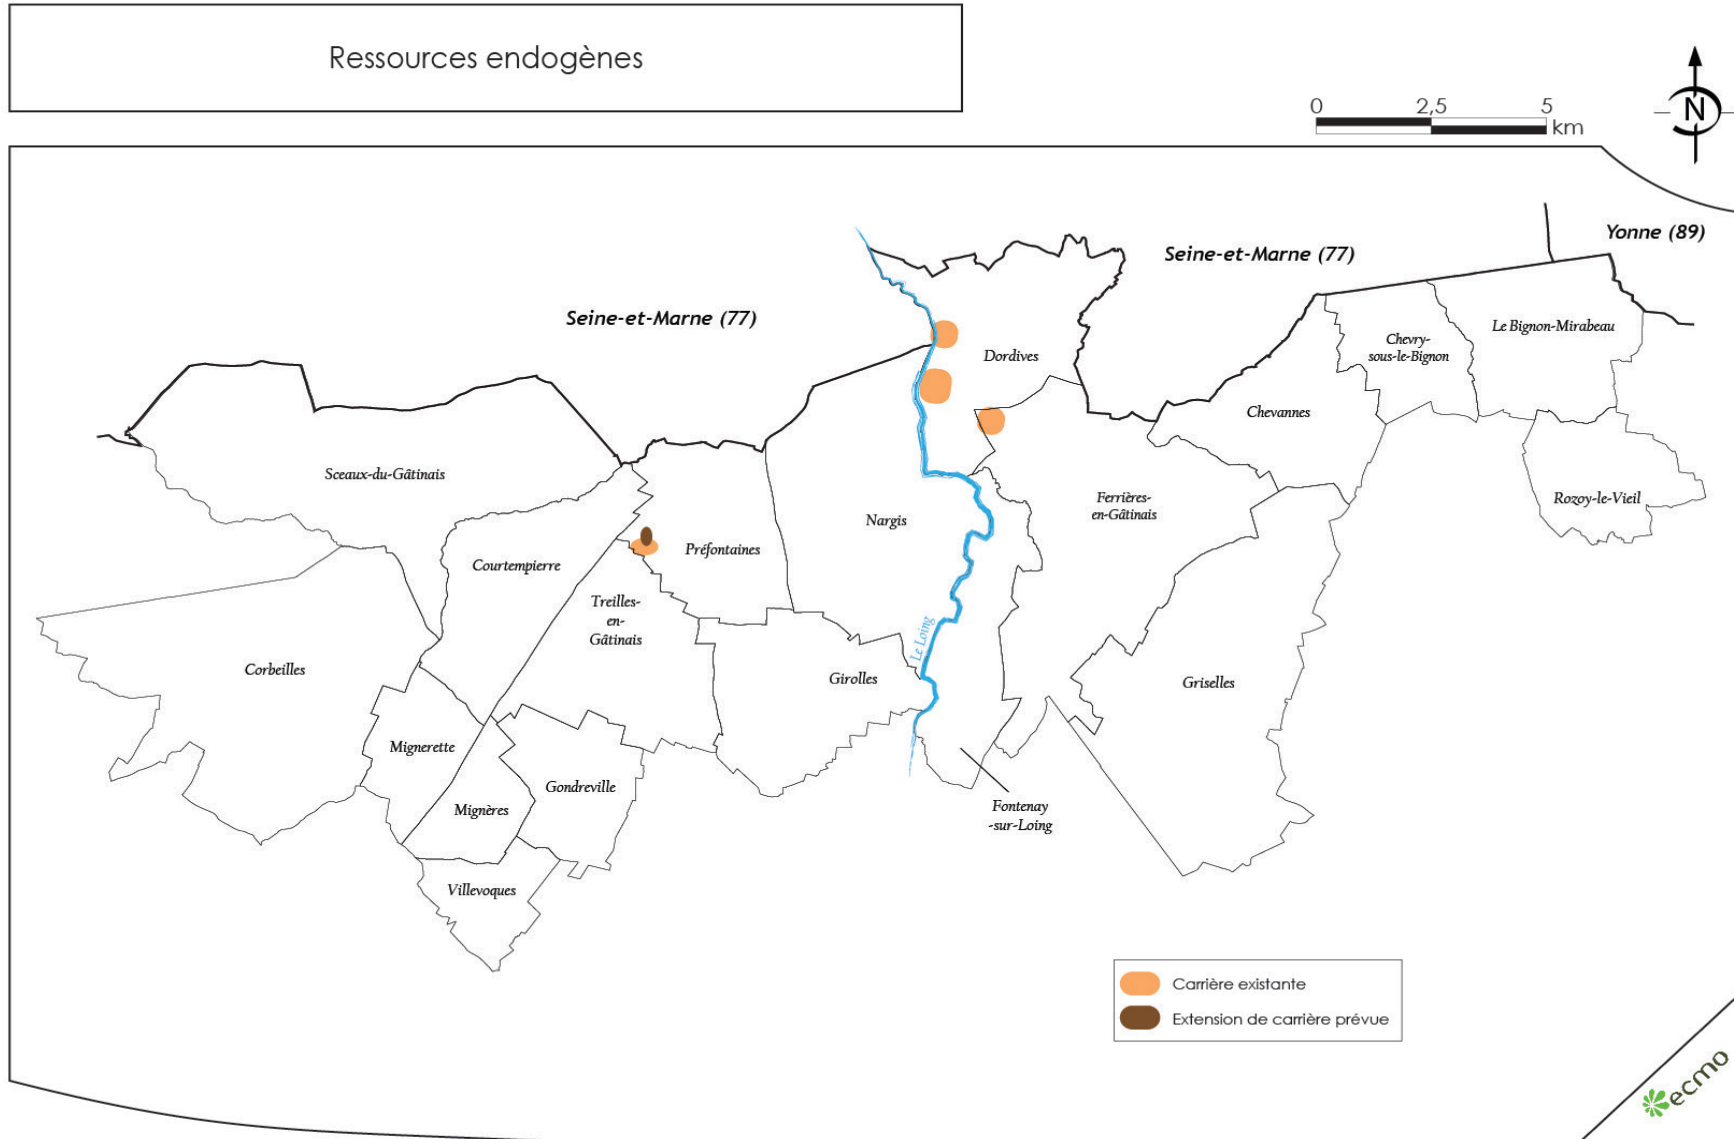 Ressources endogènes
0 2,5 5
km
N
Yonne (89)
Seine-et-Marne (77)
Seine-et-Marne (77)
Le Bignon-Mirabeau
Chevry-
sous-le-Bignon
Dordives
Chevannes
Sceaux-du-Gâtinais
Ferrières-
en-Gâtinais
Rozoy-le-Vieil
Nargis
Préfontaines
Courtempierre
Treilles-
en-
Gâtinais
Le Loing
Corbeilles
Girolles
Griselles
Mignerette
Gondreville
Mignères
Fontenay
-sur-Loing
Villevoques
Carrière existante
Extension de carrière prévue
ecmo